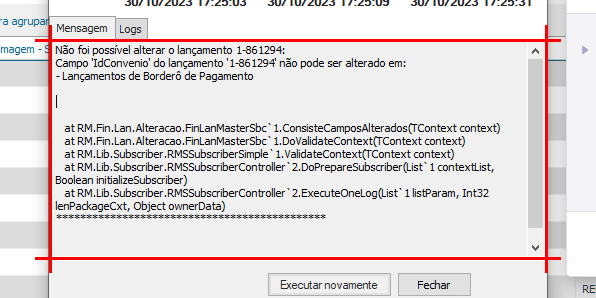 30/10/2023 17:25:03 30/10/2023 17:25:09 30/10/2023 17:25:31
ra agrupar
magem - S
Mensagem Logs
Não foi possível alterar o lançamento 1-861294:
Campo 'IdConvenio' do lançamento '1-861294' não pode ser alterado em:
- Lançamentos de Borderô de Pagamento
at RM.Fin.Lan.Alteracao.FinLanMasterSbc`1.ConsisteCamposAlterados(TContext context)
at RM.Fin.Lan.Alteracao.FinLanMasterSbc`1.DoValidateContext(TContext context)
at RM.Lib.Subscriber.RMSSubscriberSimple`1.ValidateContext(TContext context)
at RM.Lib.Subscriber.RMSSubscriberController`2.DoPrepareSubscriber(List`1 contextList,
Boolean initializeSubscriber)
at RM.Lib.Subscriber.RMSSubscriberController`2.ExecuteOneLog(List`1 listParam, Int32
lenPackageCxt, Object ownerData)
*********************************************
Executar novamente Fechar
RE